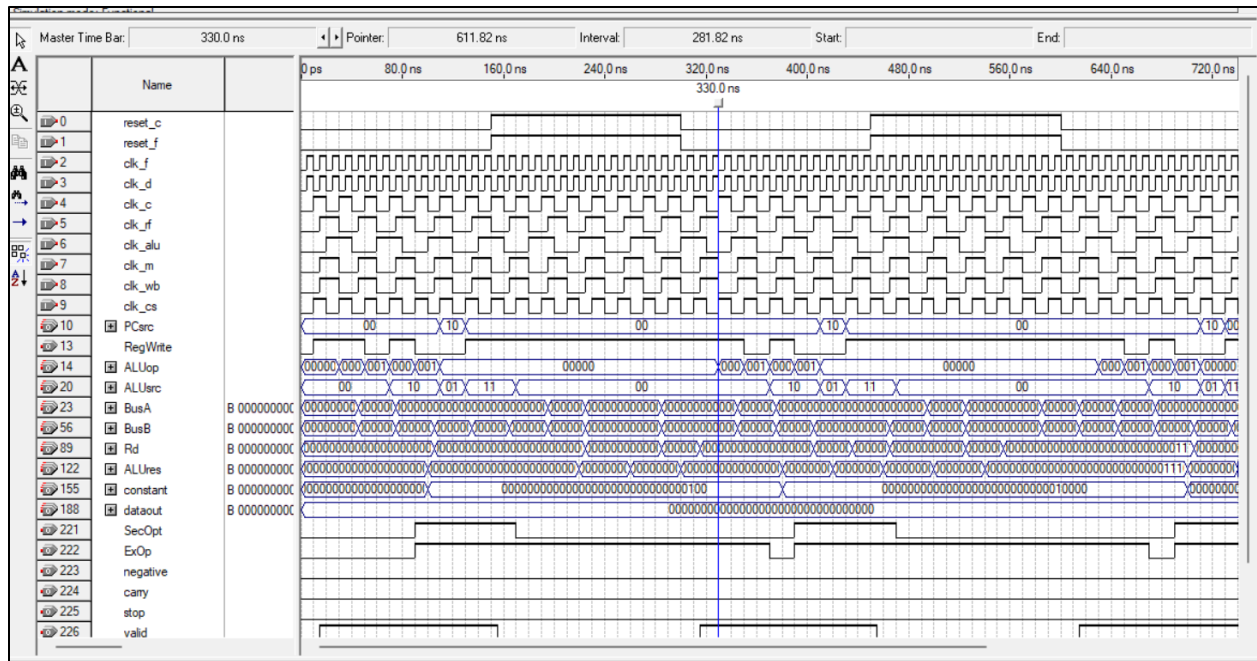 Simulation mode: Functional
Master Time Bar: 330.0 ns Pointer: 611.82 ns Interval: 281.82 ns Start: End:
Name
0 ps 80.0 ns 160.0 ns 240.0 ns 320.0 ns 400.0 ns 480.0 ns 560.0 ns 640.0 ns 720.0 ns
330.0 ns
0 reset_c
1 reset_f
2 clk_f
3 clk_d
4 clk_c
5 clk_rf
6 clk_alu
7 clk_m
8 clk_wb
9 clk_cs
10 PCsrc 00 10 00 10 00 10 00
13 RegWrite
14 ALUop 00000 000 001 000 001 00000 000 001 000 001 00000 000 001 000 001 00000
20 ALUsrc 00 10 01 11 00 10 01 11 00 10 01 11
23 BusA B 000000000
56 BusB B 000000000
89 Rd B 000000000
122 ALUres B 000000000
155 constant B 000000000 00000000000000000000000000000100 00000000000000000000000000010000
188 dataout B 000000000 00000000000000000000000000000000
221 SecOpt
222 ExOp
223 negative
224 carry
225 stop
226 valid